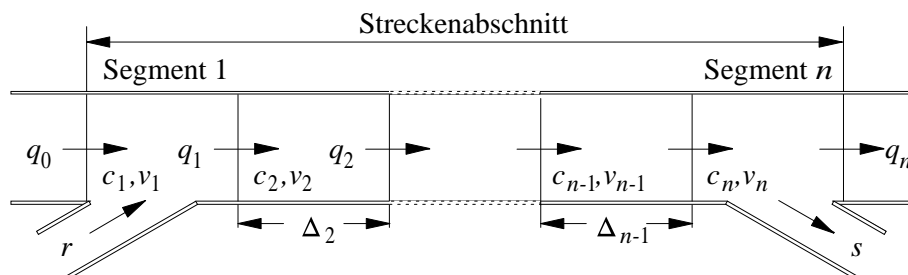 Streckenabschnitt
Segment 1 Segment n
q₀ q₁ q₂ qₙ
c₁,v₁ c₂,v₂ cₙ₋₁,vₙ₋₁ cₙ,vₙ
Δ₂ Δₙ₋₁
r s